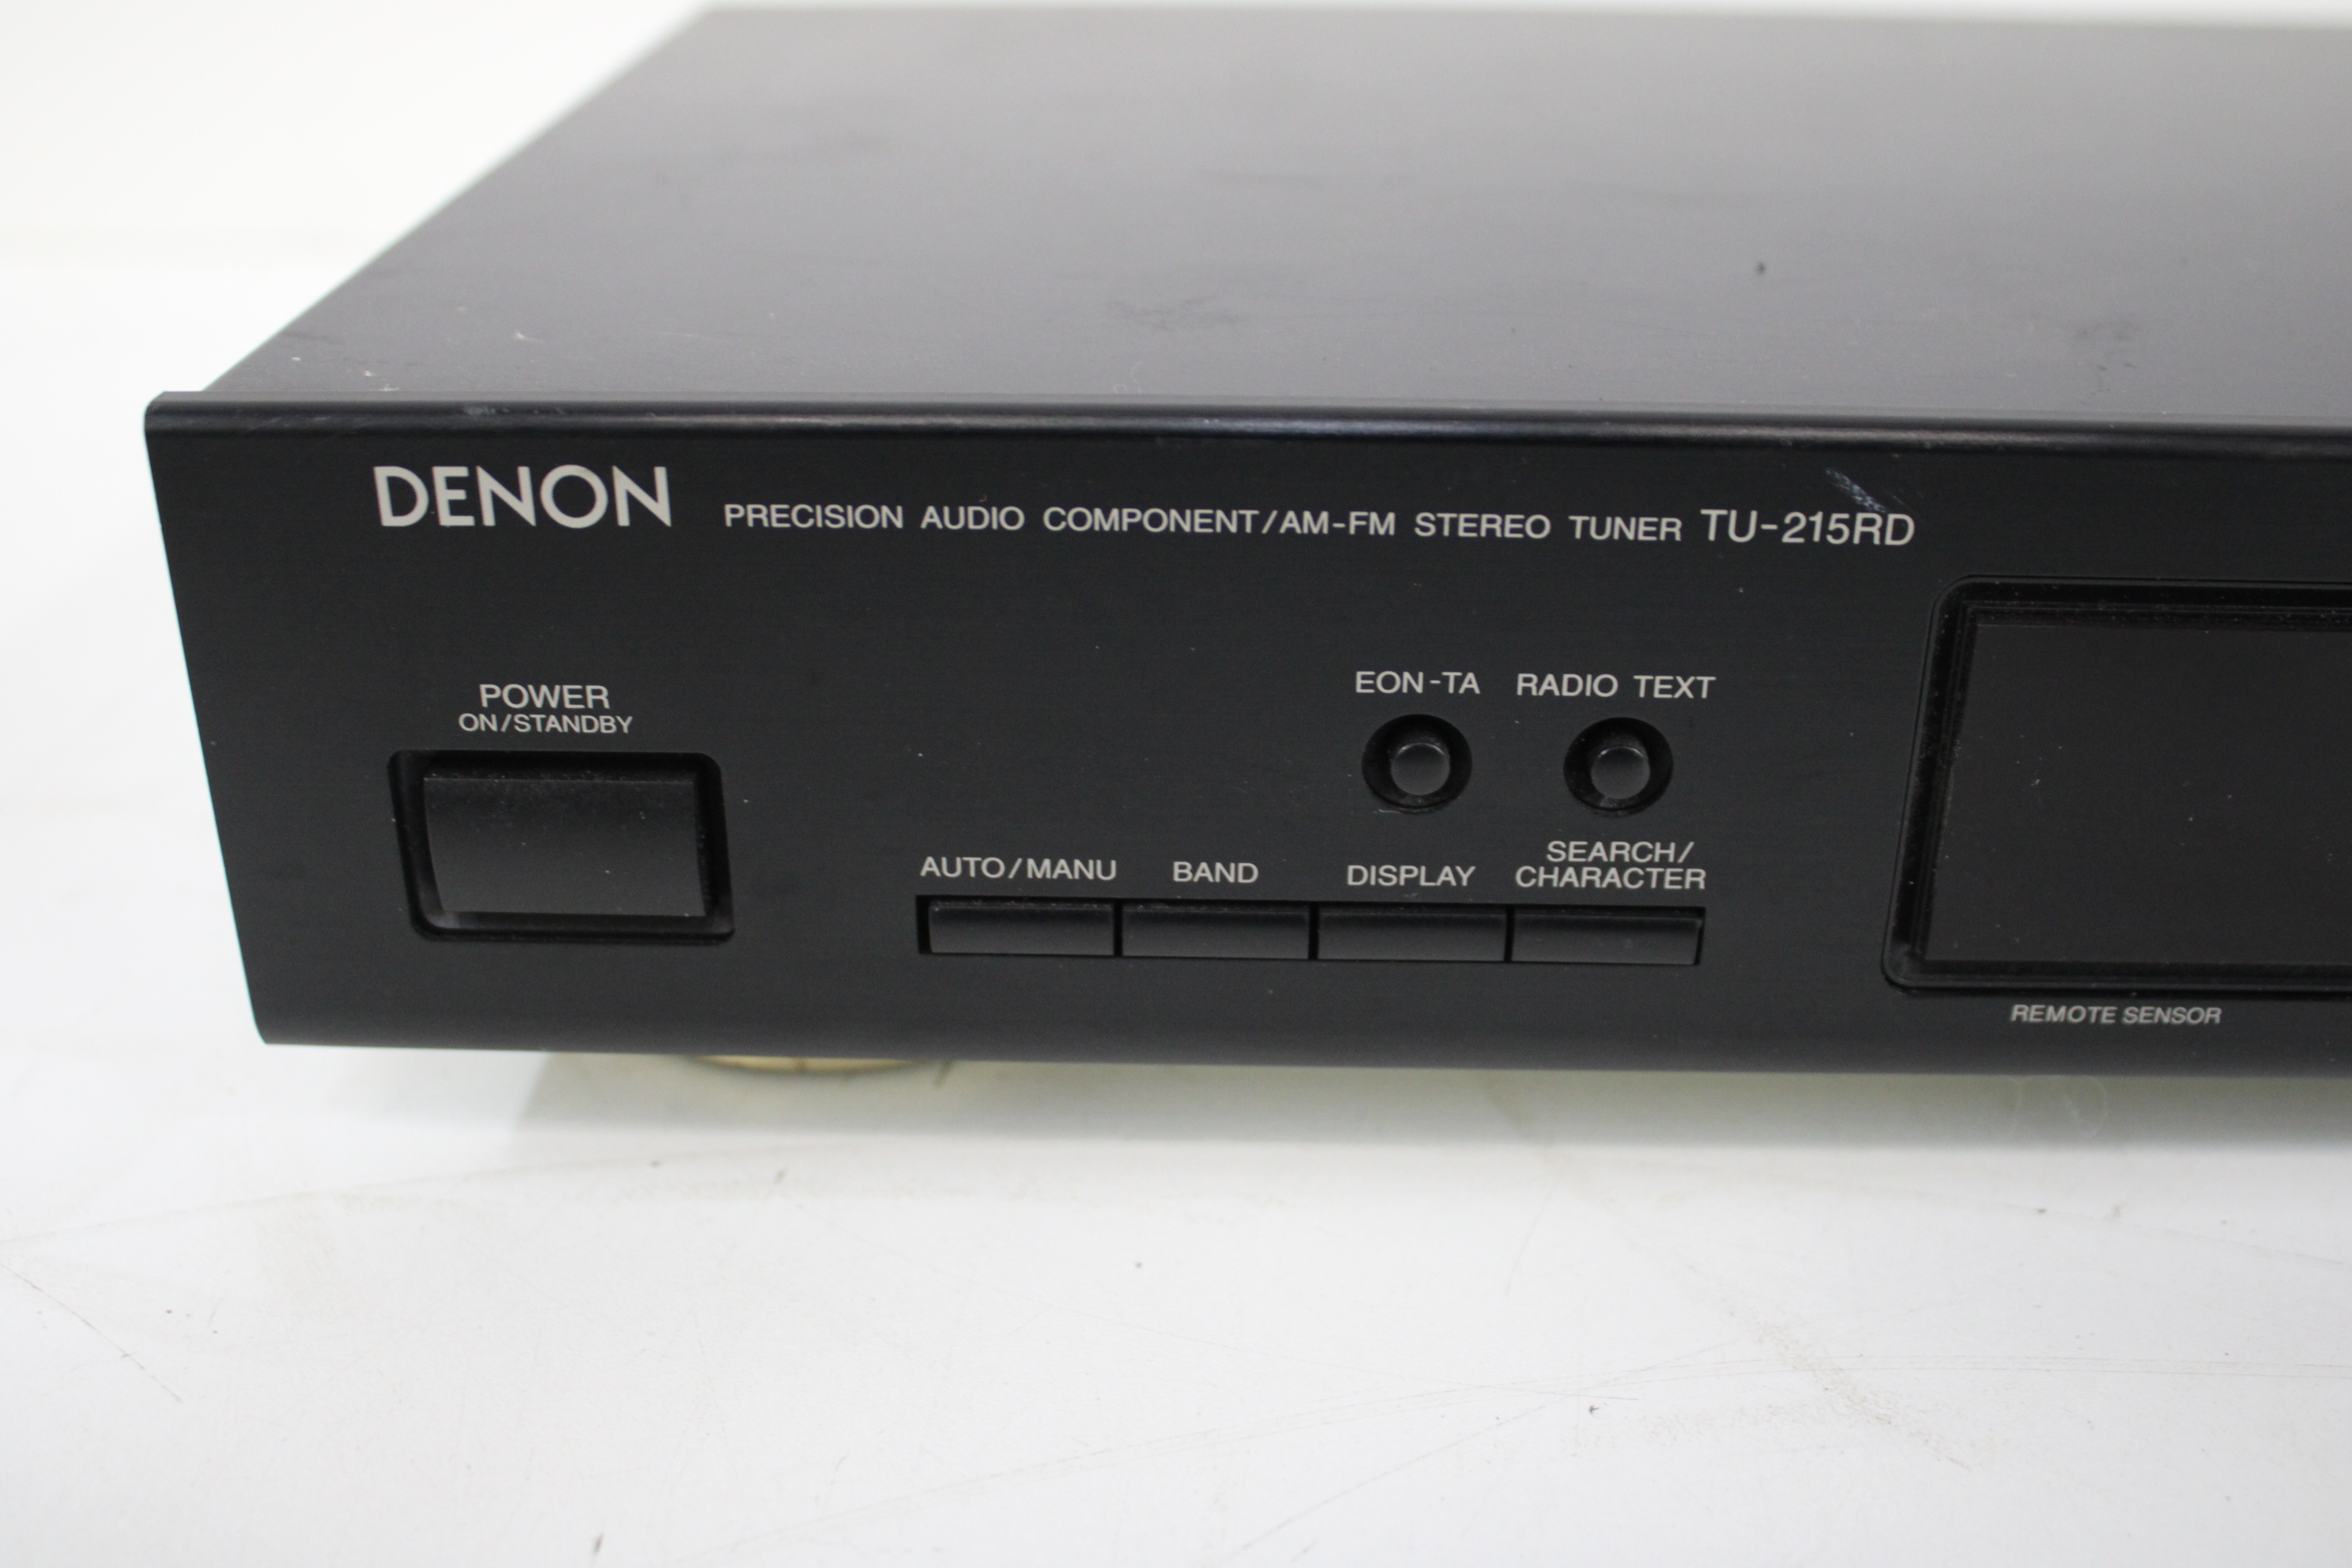 DENON PRECISION AUDIO COMPONENT/AM-FM STEREO TUNER TU-215RD
POWER
ON/STANDBY
EON-TA RADIO TEXT
AUTO/MANU BAND DISPLAY SEARCH/
CHARACTER
REMOTE SENSOR